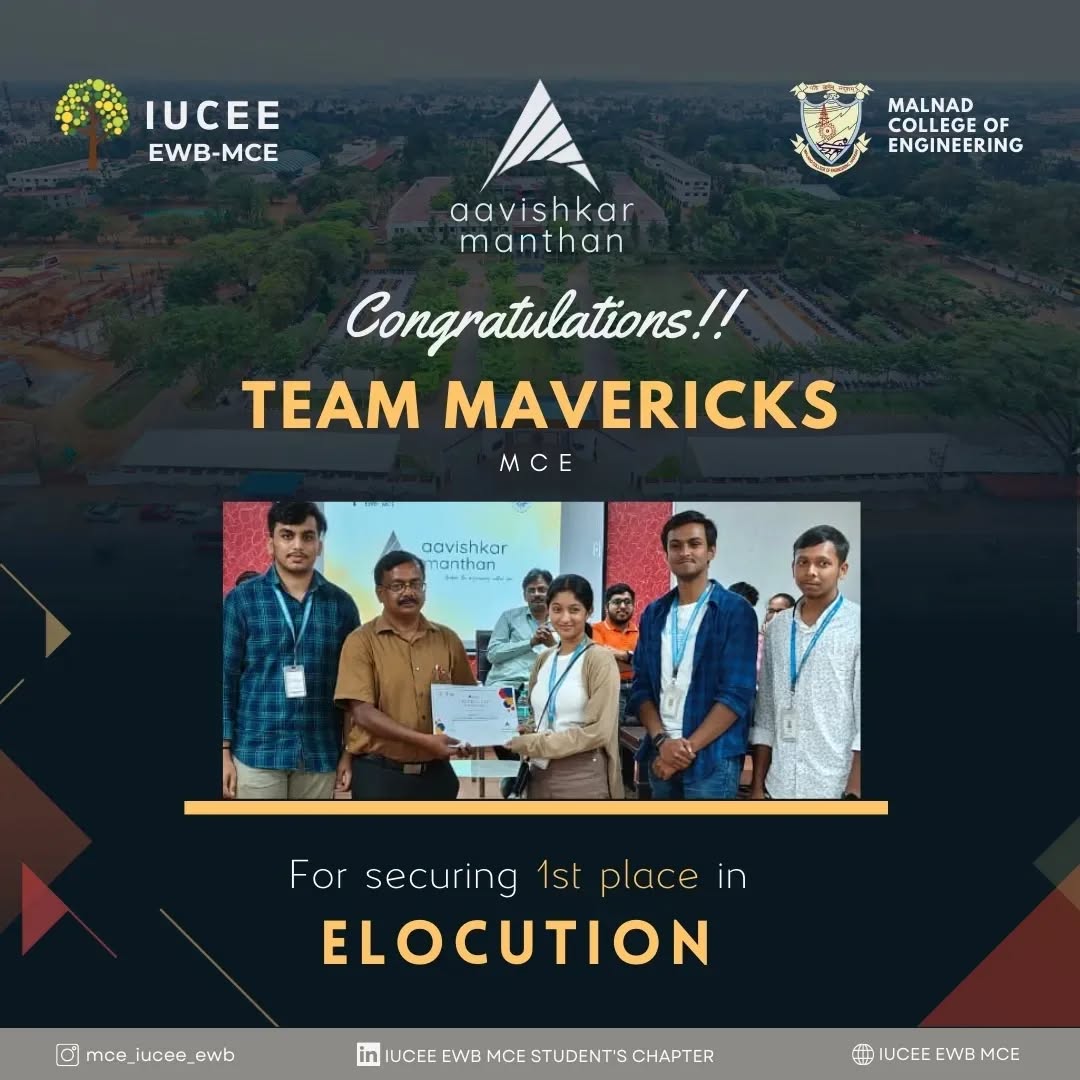 IUCEE
EWB-MCE
aavishkar
manthan
MALNAD
COLLEGE OF
ENGINEERING
Congratulations!!
TEAM MAVERICKS
MCE
aavishkar
manthan
For securing 1st place in
ELOCUTION
mce_iucee_ewb
IUCEE EWB MCE STUDENT'S CHAPTER
IUCEE EWB MCE